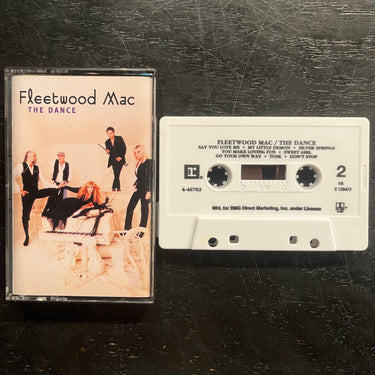 Fleetwood Mac
THE DANCE
FLEETWOOD MAC / THE DANCE
SAY YOU LOVE ME • MY LITTLE DEMON • SILVER SPRINGS
YOU MAKE LOVING FUN • SWEET GIRL
GO YOUR OWN WAY • TUSK • DON'T STOP
r
2
4-46702
Mfd. for BMG Direct Marketing, Inc. under License